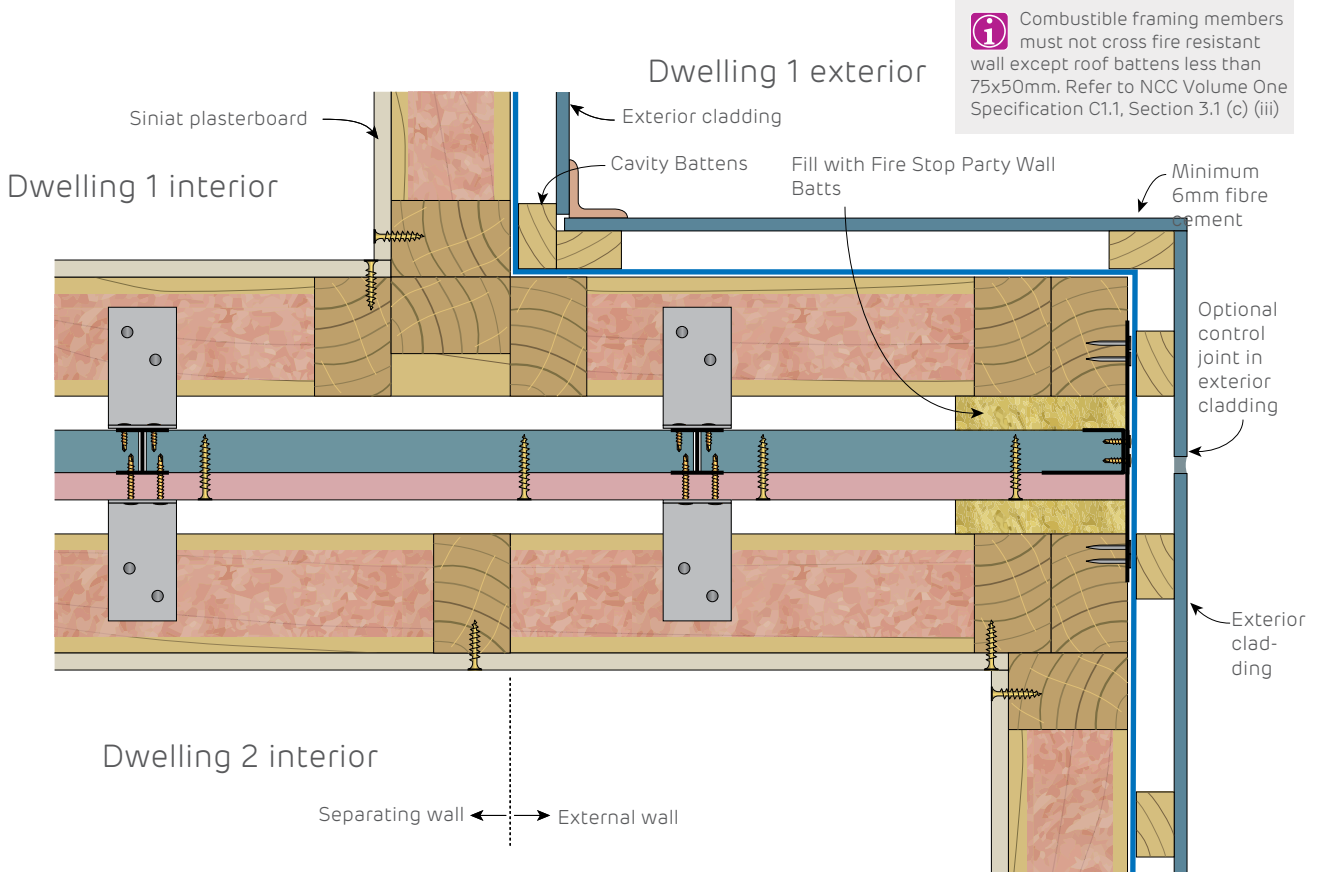 Combustible framing members
must not cross fire resistant
wall except roof battens less than
75x50mm. Refer to NCC Volume One
Specification C1.1, Section 3.1 (c) (iii)
Dwelling 1 exterior
Siniat plasterboard
Exterior cladding
Dwelling 1 interior
Cavity Battens
Fill with Fire Stop Party Wall
Batts
Minimum
6mm fibre
cement
Optional
control
joint in
exterior
cladding
Exterior
clad-
ding
Dwelling 2 interior
Separating wall
External wall